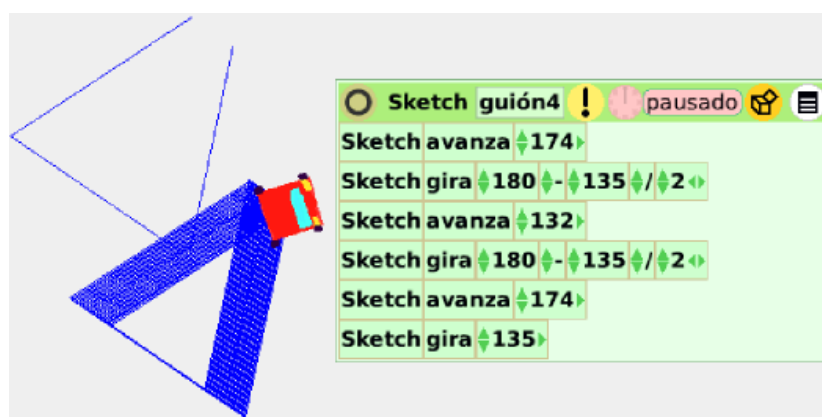 Sketch guión4 ! pausado
Sketch avanza 174
Sketch gira 180 - 135 / 2
Sketch avanza 132
Sketch gira 180 - 135 / 2
Sketch avanza 174
Sketch gira 135